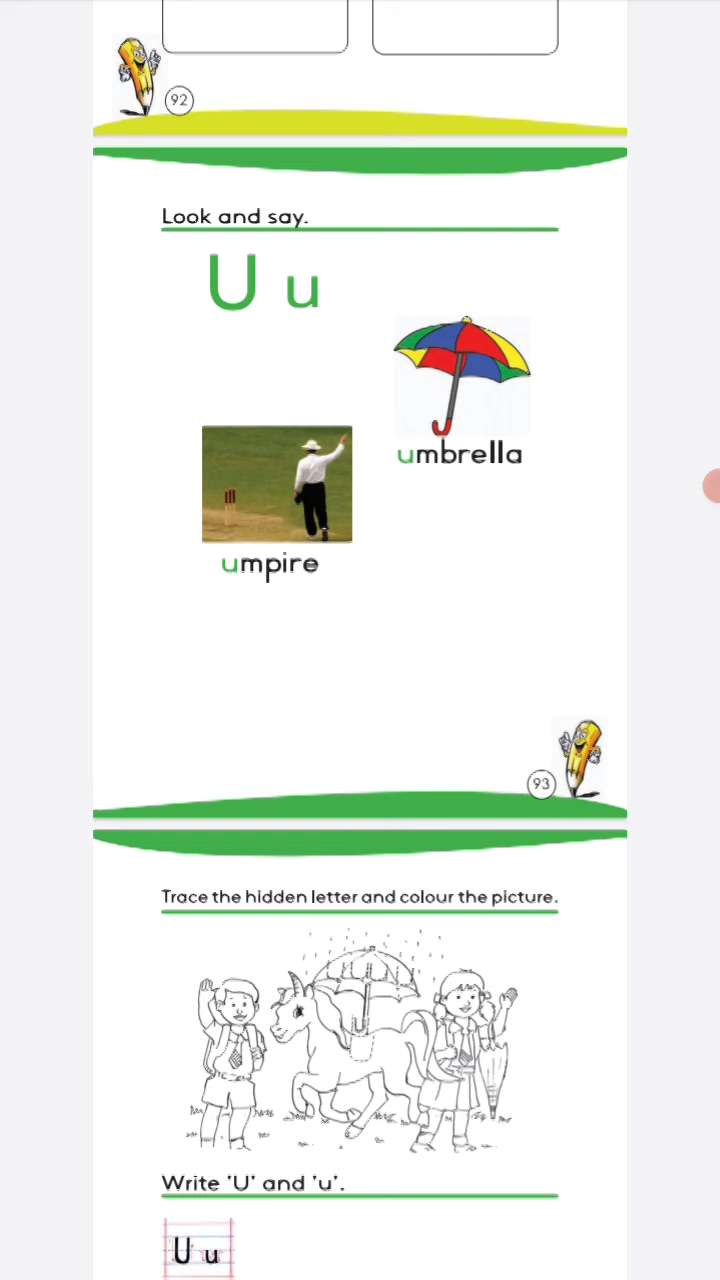 92
Look and say.
U u
umbrella
umpire
93
Trace the hidden letter and colour the picture.
Write 'U' and 'u'.
U u